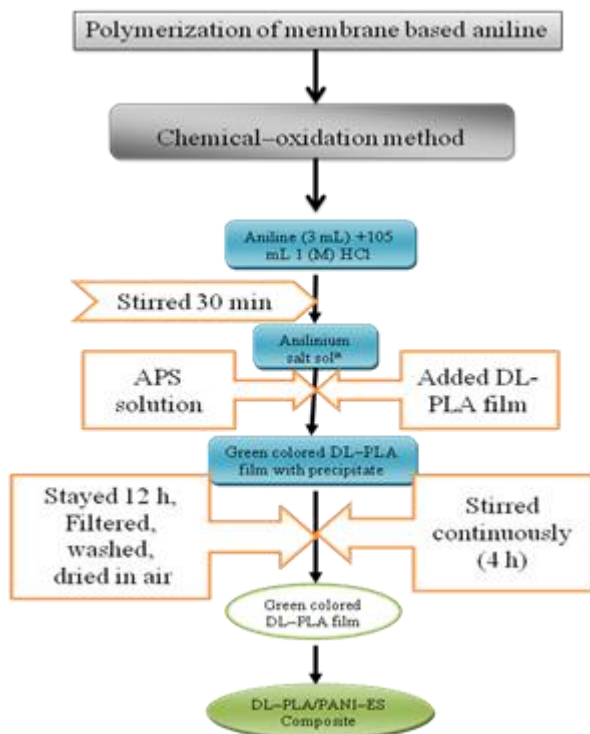 Polymerization of membrane based aniline
Chemical–oxidation method
Aniline (3 mL) +105
mL 1 (M) HCl
Stirred 30 min
Anilinium
salt solⁿ
APS
solution
Added DL-
PLA film
Green colored DL–PLA
film with precipitate
Stayed 12 h,
Filtered,
washed,
dried in air
Stirred
continuously
(4 h)
Green colored
DL–PLA film
DL–PLA/PANI–ES
Composite